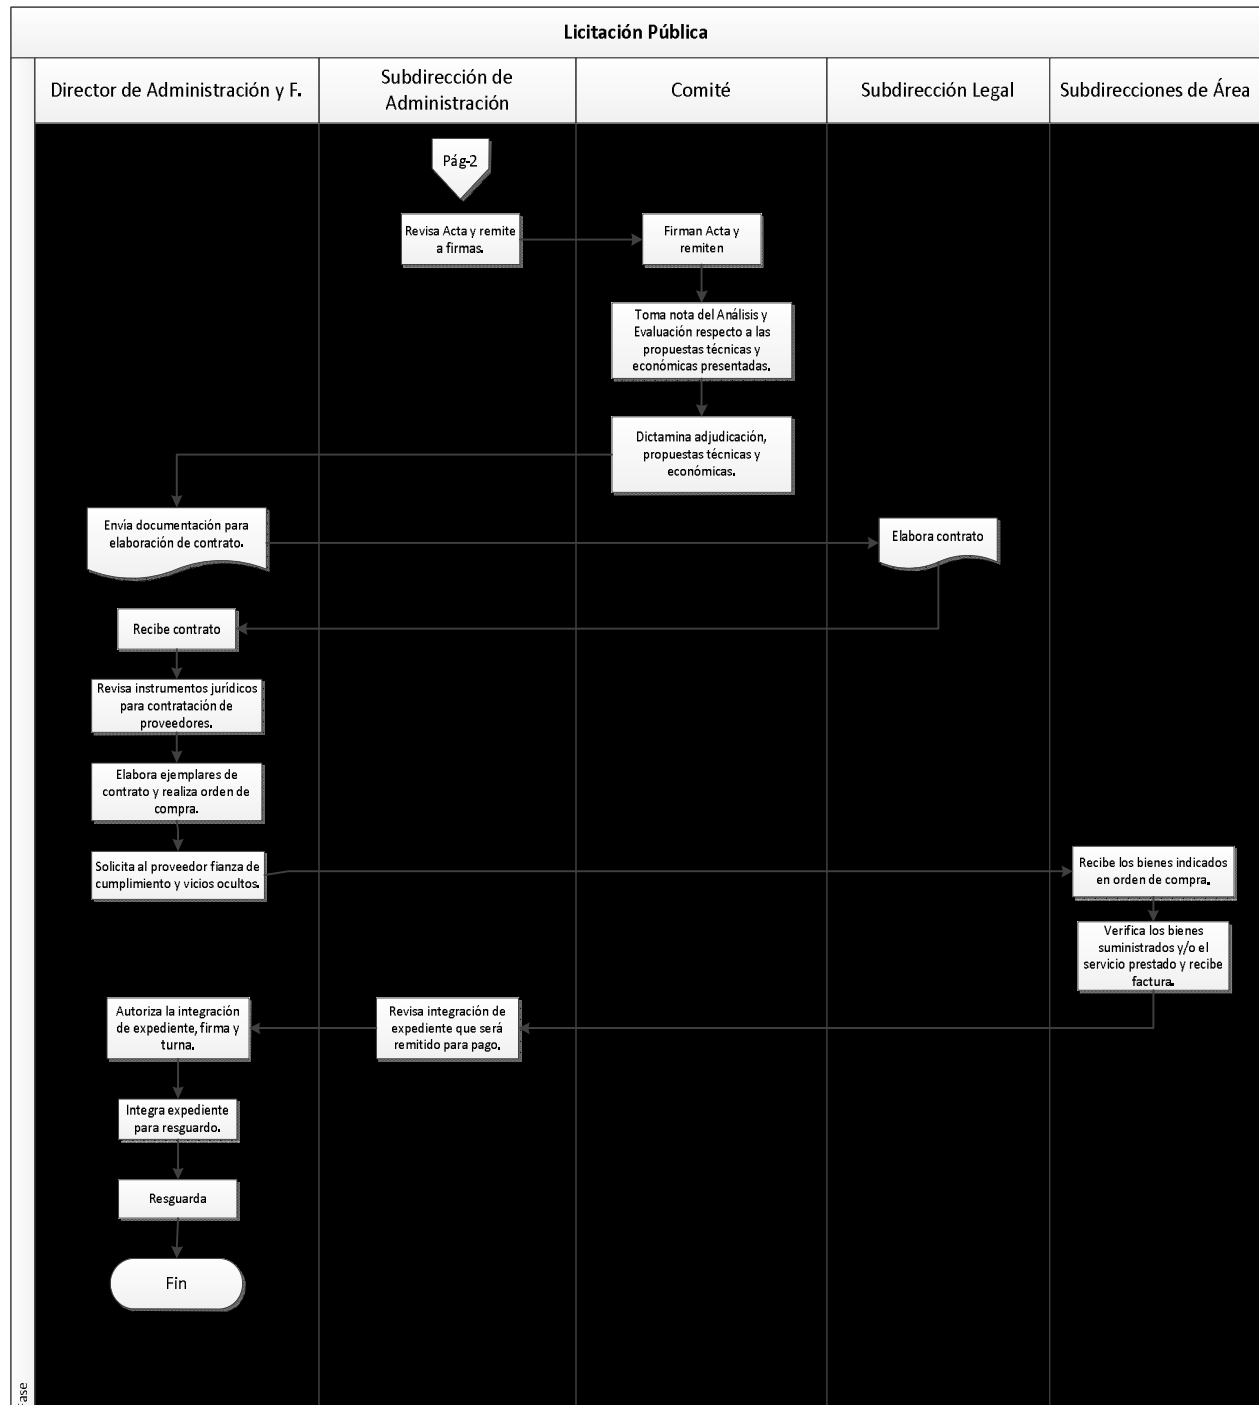 Licitación Pública
Director de Administración y F.
Subdirección de
Administración
Comité
Subdirección Legal
Subdirecciones de Área
Pág-2
Revisa Acta y remite
a firmas.
Firman Acta y
remiten
Toma nota del Análisis y
Evaluación respecto a las
propuestas técnicas y
económicas presentadas.
Dictamina adjudicación,
propuestas técnicas y
económicas.
Envía documentación para
elaboración de contrato.
Elabora contrato
Recibe contrato
Revisa instrumentos jurídicos
para contratación de
proveedores.
Elabora ejemplares de
contrato y realiza orden de
compra.
Solicita al proveedor fianza de
cumplimiento y vicios ocultos.
Recibe los bienes indicados
en orden de compra.
Verifica los bienes
suministrados y/o el
servicio prestado y recibe
factura.
Revisa integración de
expediente que será
remitido para pago.
Autoriza la integración
de expediente, firma y
turna.
Integra expediente
para resguardo.
Resguarda
Fin
Fase